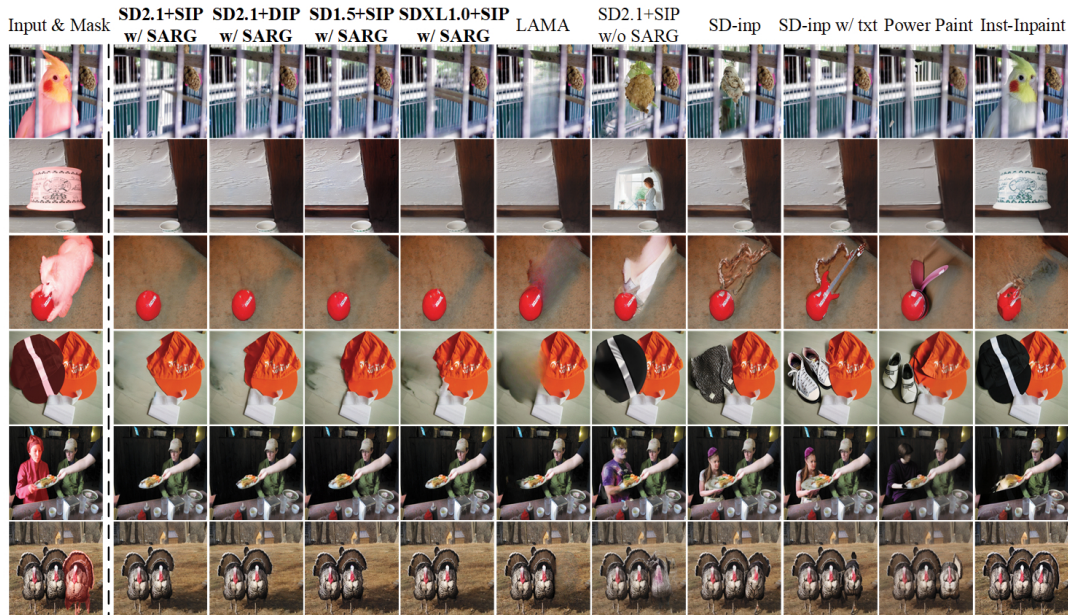 Input & Mask
SD2.1+SIP
w/ SARG
SD2.1+DIP
w/ SARG
SD1.5+SIP
w/ SARG
SDXL1.0+SIP
w/ SARG
LAMA
SD2.1+SIP
w/o SARG
SD-inp
SD-inp w/ txt
Power Paint
Inst-Inpaint